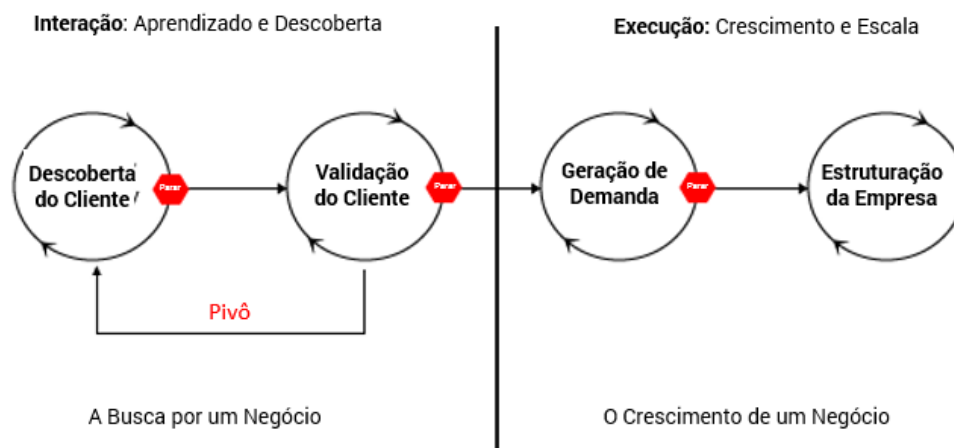 Interação: Aprendizado e Descoberta
Execução: Crescimento e Escala
Descoberta
do Cliente
Parar
Validação
do Cliente
Parar
Geração de
Demanda
Parar
Estruturação
da Empresa
Pivô
A Busca por um Negócio
O Crescimento de um Negócio